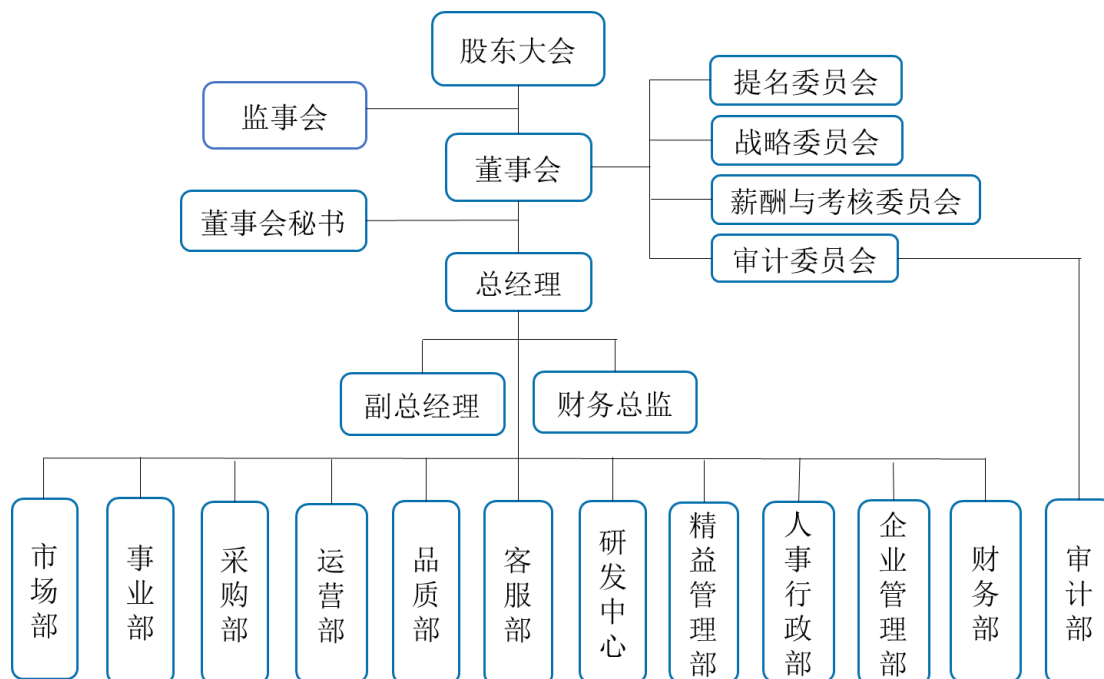 股东大会
监事会
提名委员会
战略委员会
董事会
薪酬与考核委员会
董事会秘书
审计委员会
总经理
副总经理
财务总监
市场部
事业部
采购部
运营部
品质部
客服部
研发中心
精益管理部
人事行政部
企业管理部
财务部
审计部